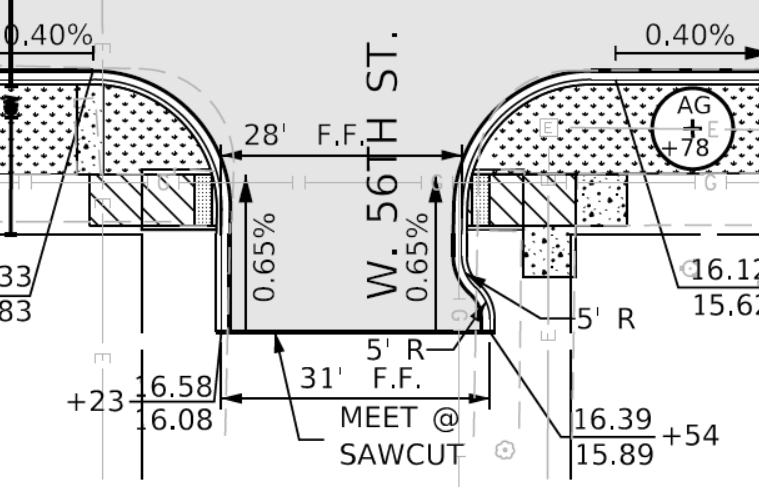 0.40%
0.40%
W. 56TH ST.
AG
+78
E
28' F.F.
G
G
G
0.65%
0.65%
33
83
16.12
15.62
5' R
5' R
31' F.F.
+23
16.58
16.08
MEET @
SAWCUT
16.39
15.89
+54
E
E
E
E
E
E
G